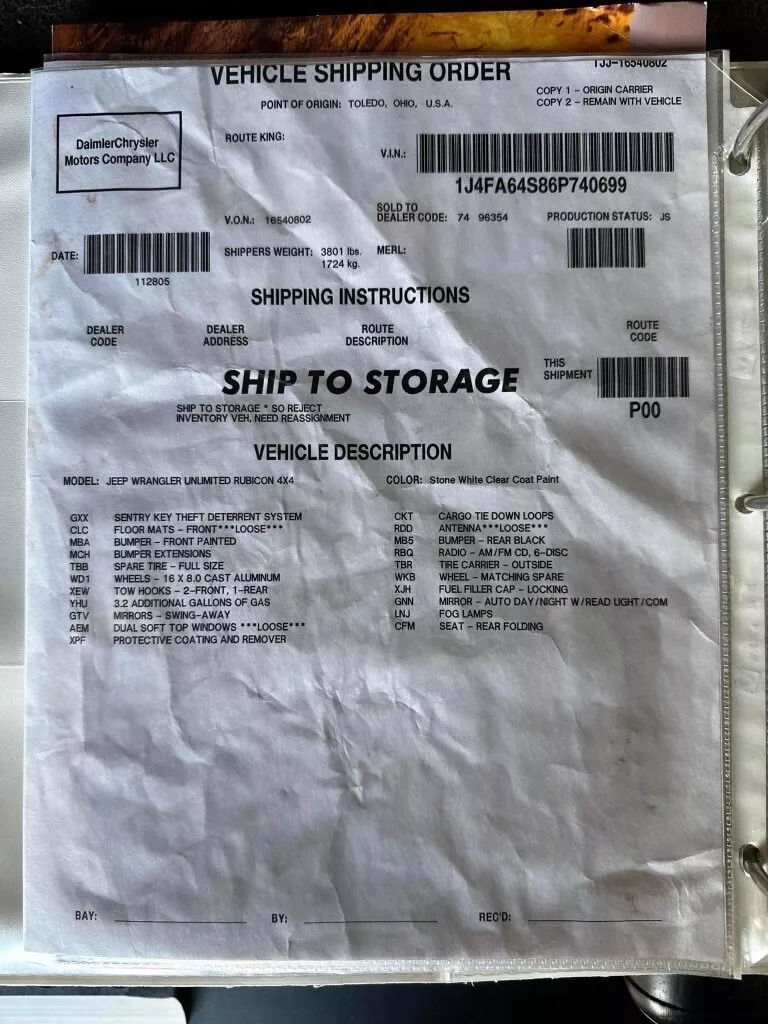 VEHICLE SHIPPING ORDER
1JJ-16540802
POINT OF ORIGIN: TOLEDO, OHIO, U.S.A.
COPY 1 - ORIGIN CARRIER
COPY 2 - REMAIN WITH VEHICLE
DaimlerChrysler
Motors Company LLC
ROUTE KING:
V.I.N.:
1J4FA64S86P740699
V.O.N.: 16540802
SOLD TO
DEALER CODE: 74 96354
PRODUCTION STATUS: JS
DATE:
112805
SHIPPERS WEIGHT: 3801 lbs.
1724 kg.
MERL:
SHIPPING INSTRUCTIONS
DEALER CODE
DEALER ADDRESS
ROUTE DESCRIPTION
ROUTE CODE
SHIP TO STORAGE
THIS SHIPMENT
P00
SHIP TO STORAGE * SO REJECT
INVENTORY VEH, NEED REASSIGNMENT
VEHICLE DESCRIPTION
MODEL: JEEP WRANGLER UNLIMITED RUBICON 4X4
COLOR: Stone White Clear Coat Paint
GXX SENTRY KEY THEFT DETERRENT SYSTEM
CLC FLOOR MATS - FRONT***LOOSE***
MBA BUMPER - FRONT PAINTED
MCH BUMPER EXTENSIONS
TBB SPARE TIRE - FULL SIZE
WD1 WHEELS - 16 X 8.0 CAST ALUMINUM
XEW TOW HOOKS - 2-FRONT, 1-REAR
YHU 3.2 ADDITIONAL GALLONS OF GAS
GTV MIRRORS - SWING-AWAY
AEM DUAL SOFT TOP WINDOWS ***LOOSE***
XPF PROTECTIVE COATING AND REMOVER
CKT CARGO TIE DOWN LOOPS
RDD ANTENNA***LOOSE***
MB5 BUMPER - REAR BLACK
RBQ RADIO - AM/FM CD, 6-DISC
TBR TIRE CARRIER - OUTSIDE
WKB WHEEL - MATCHING SPARE
XJH FUEL FILLER CAP - LOCKING
GNN MIRROR - AUTO DAY/NIGHT W/READ LIGHT/COM
LNJ FOG LAMPS
CFM SEAT - REAR FOLDING
BAY:
BY:
REC'D: